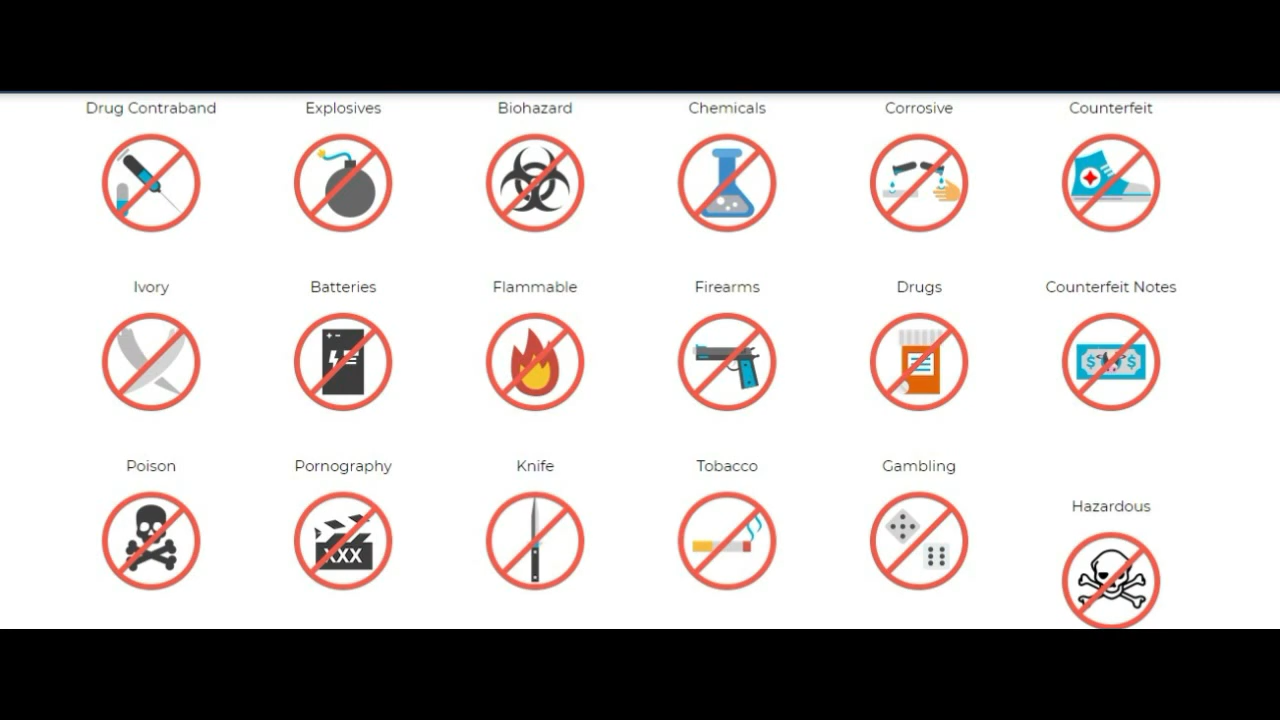 Drug Contraband
Explosives
Biohazard
Chemicals
Corrosive
Counterfeit
Ivory
Batteries
Flammable
Firearms
Drugs
Counterfeit Notes
$ $
Poison
Pornography
Knife
Tobacco
Gambling
Hazardous
XXX